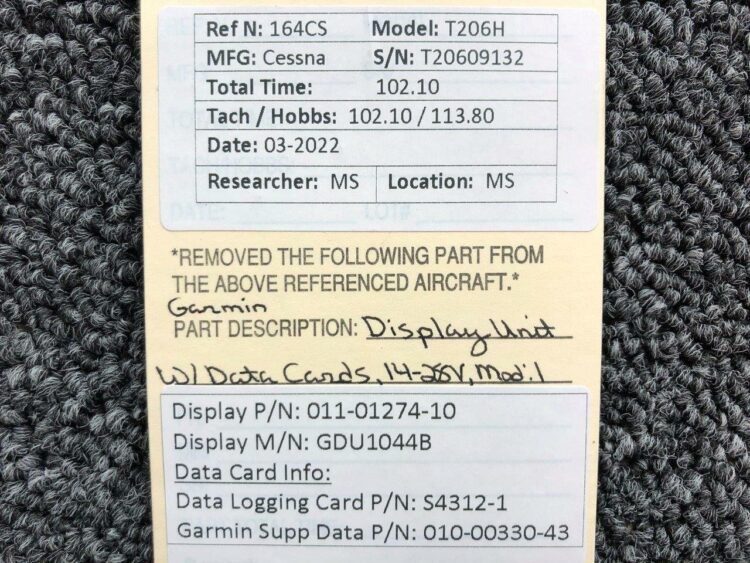 Ref N: 164CS Model: T206H
MFG: Cessna S/N: T20609132
Total Time: 102.10
Tach / Hobbs: 102.10 / 113.80
Date: 03-2022
Researcher: MS Location: MS
*REMOVED THE FOLLOWING PART FROM
THE ABOVE REFERENCED AIRCRAFT.*
Garmin
PART DESCRIPTION: Display Unit
W/ Data Cards, 14-28V, Mod: 1
Display P/N: 011-01274-10
Display M/N: GDU1044B
Data Card Info:
Data Logging Card P/N: S4312-1
Garmin Supp Data P/N: 010-00330-43